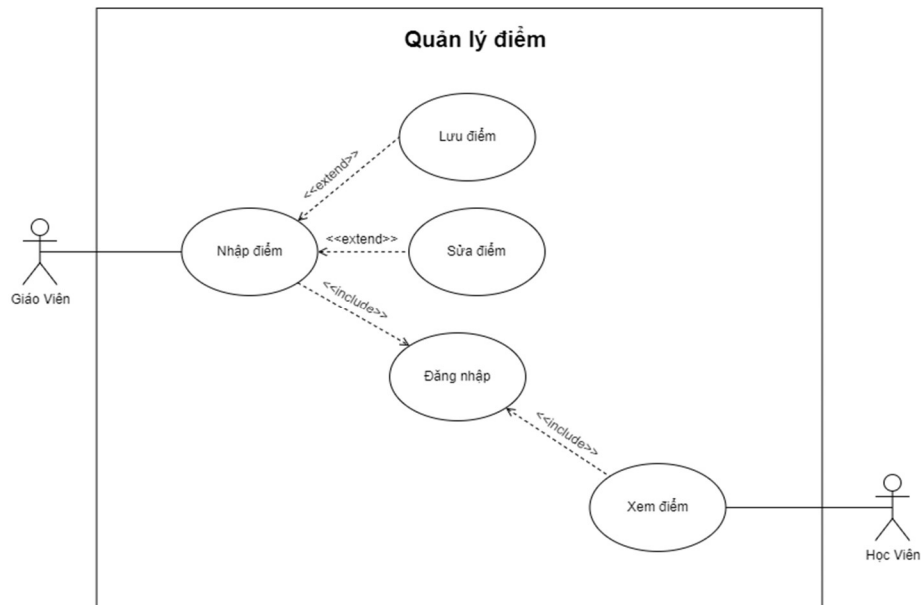 Quản lý điểm
Lưu điểm
<<extend>>
Nhập điểm
<<extend>>
Sửa điểm
Giáo Viên
<<include>>
Đăng nhập
<<include>>
Xem điểm
Học Viên